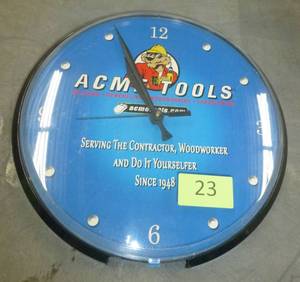 12
ACME TOOLS
SERVING THE CONTRACTOR, WOODWORKER
AND DO IT YOURSELFER
SINCE 1948
23
6